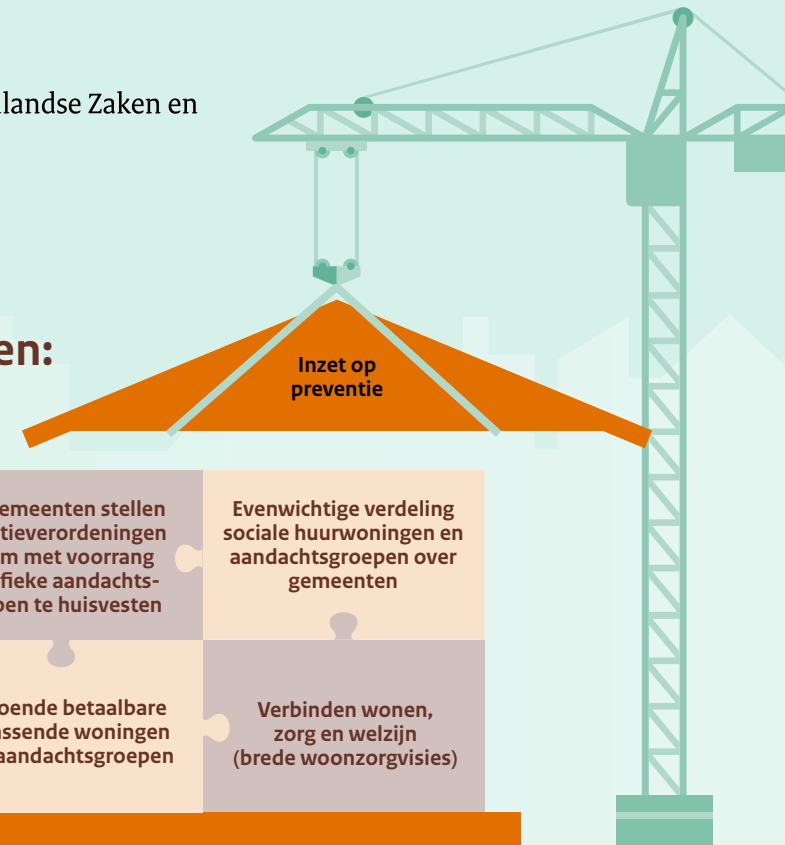 landse Zaken en
en:
Inzet op
preventie
emeenten stellen
tieverordeningen
m met voorrang
fieke aandachts-
pen te huisvesten
Evenwichtige verdeling
sociale huurwoningen en
aandachtsgroepen over
gemeenten
oende betaalbare
assende woningen
aandachtsgroepen
Verbinden wonen,
zorg en welzijn
(brede woonzorgvisies)